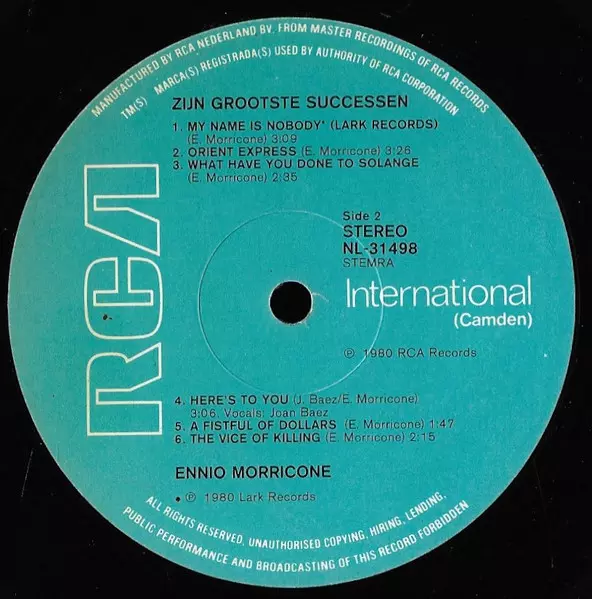 MANUFACTURED BY RCA NEDERLAND BV. FROM MASTER RECORDINGS OF RCA RECORDS
TM(S) MARCA(S) REGISTRADA(S) USED BY AUTHORITY OF RCA CORPORATION
ZIJN GROOTSTE SUCCESSEN
1. MY NAME IS NOBODY• (LARK RECORDS)
(E. Morricone) 3:09
2. ORIENT EXPRESS (E. Morricone) 3:26
3. WHAT HAVE YOU DONE TO SOLANGE
(E. Morricone) 2:35
RCA
Side 2
STEREO
NL-31498
STEMRA
International
(Camden)
℗ 1980 RCA Records
4. HERE'S TO YOU (J. Baez/E. Morricone)
3:06, Vocals: Joan Baez
5. A FISTFUL OF DOLLARS (E. Morricone) 1:47
6. THE VICE OF KILLING (E. Morricone) 2:15
ENNIO MORRICONE
• ℗ 1980 Lark Records
ALL RIGHTS RESERVED, UNAUTHORISED COPYING, HIRING, LENDING,
PUBLIC PERFORMANCE AND BROADCASTING OF THIS RECORD FORBIDDEN